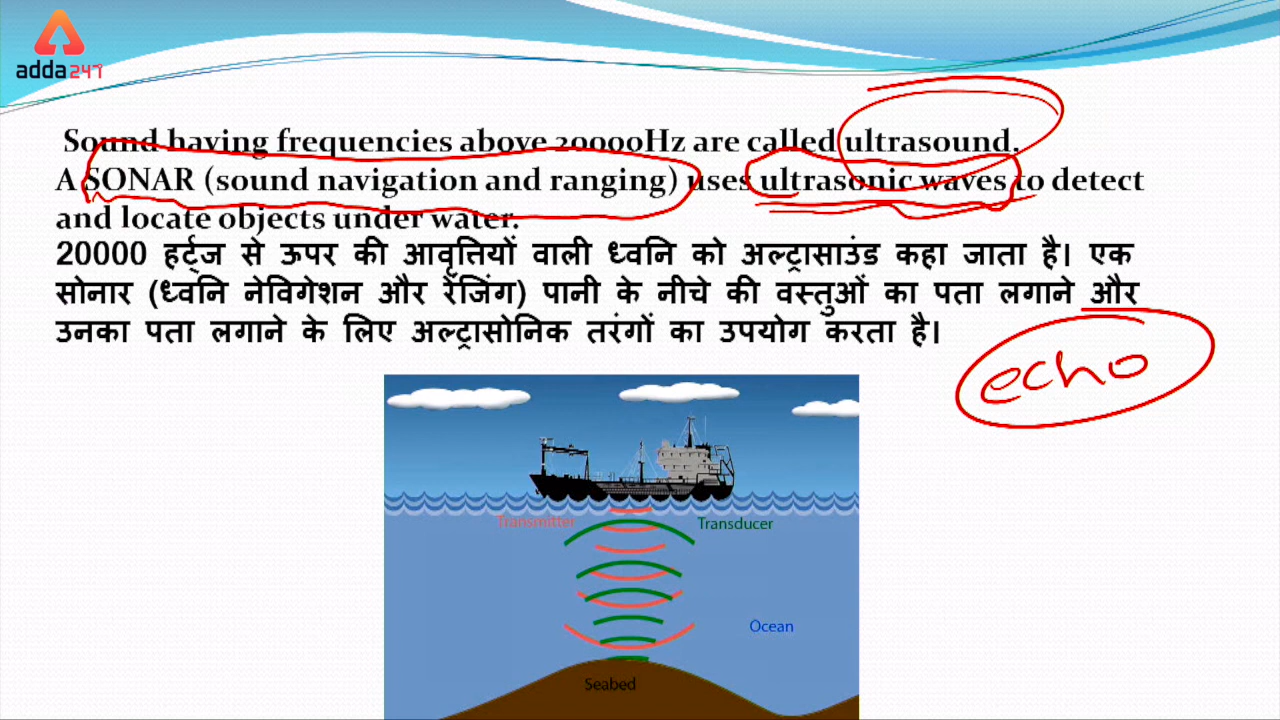 adda247
Sound having frequencies above 20000Hz are called ultrasound.
A SONAR (sound navigation and ranging) uses ultrasonic waves to detect
and locate objects under water.
20000 हर्ट्ज से ऊपर की आवृत्तियों वाली ध्वनि को अल्ट्रासाउंड कहा जाता है। एक
सोनार (ध्वनि नेविगेशन और रेंजिंग) पानी के नीचे की वस्तुओं का पता लगाने और
उनका पता लगाने के लिए अल्ट्रासोनिक तरंगों का उपयोग करता है।
echo
Transmitter
Transducer
Ocean
Seabed